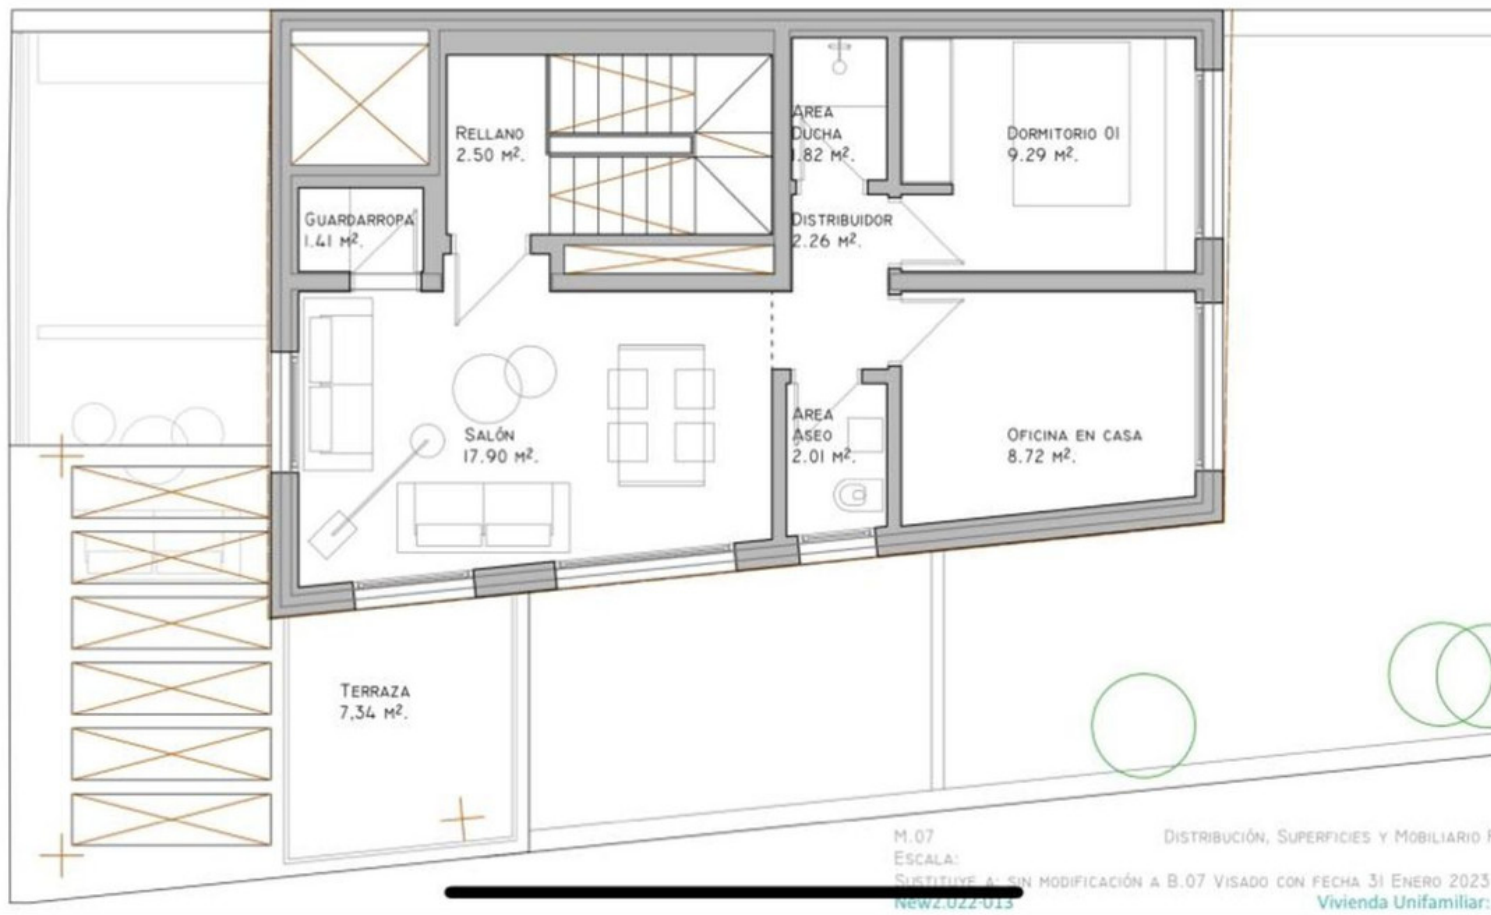 RELLANO
2.50 M².
AREA
DUCHA
1.82 M².
DORMITORIO 01
9.29 M².
GUARDARROPA
1.41 M².
DISTRIBUIDOR
2.26 M².
SALÓN
17.90 M².
AREA
ASEO
2.01 M².
OFICINA EN CASA
8.72 M².
TERRAZA
7,34 M².
M.07
DISTRIBUCIÓN, SUPERFICIES Y MOBILIARIO
ESCALA:
SUSTITUYE A: SIN MODIFICACIÓN A B.07 VISADO CON FECHA 31 ENERO 2023
New2.022-013
Vivienda Unifamiliar: